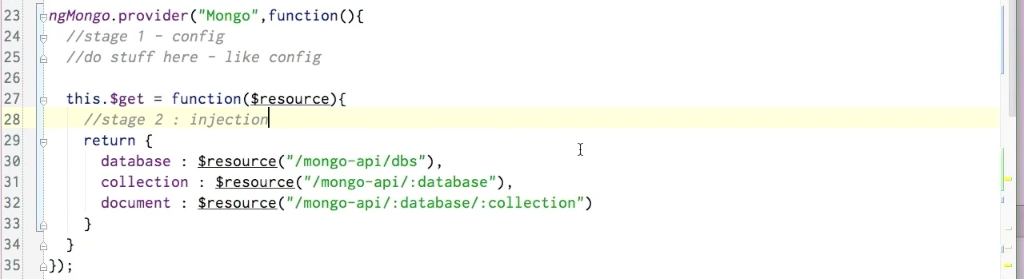 23 ngMongo.provider("Mongo",function(){
24 //stage 1 - config
25 //do stuff here - like config
26
27 this.$get = function($resource){
28 //stage 2 : injection
29 return {
30 database : $resource("/mongo-api/dbs"),
31 collection : $resource("/mongo-api/:database"),
32 document : $resource("/mongo-api/:database/:collection")
33 }
34 }
35 });